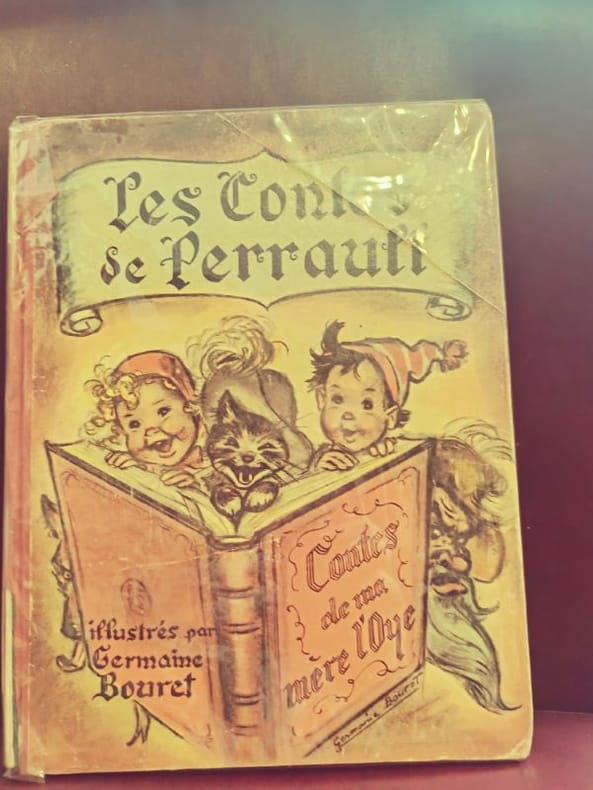 Les Contes
de Perrault
Contes
de ma
mère l'Oye
illustrés par
Germaine
Bouret
Germaine Bouret